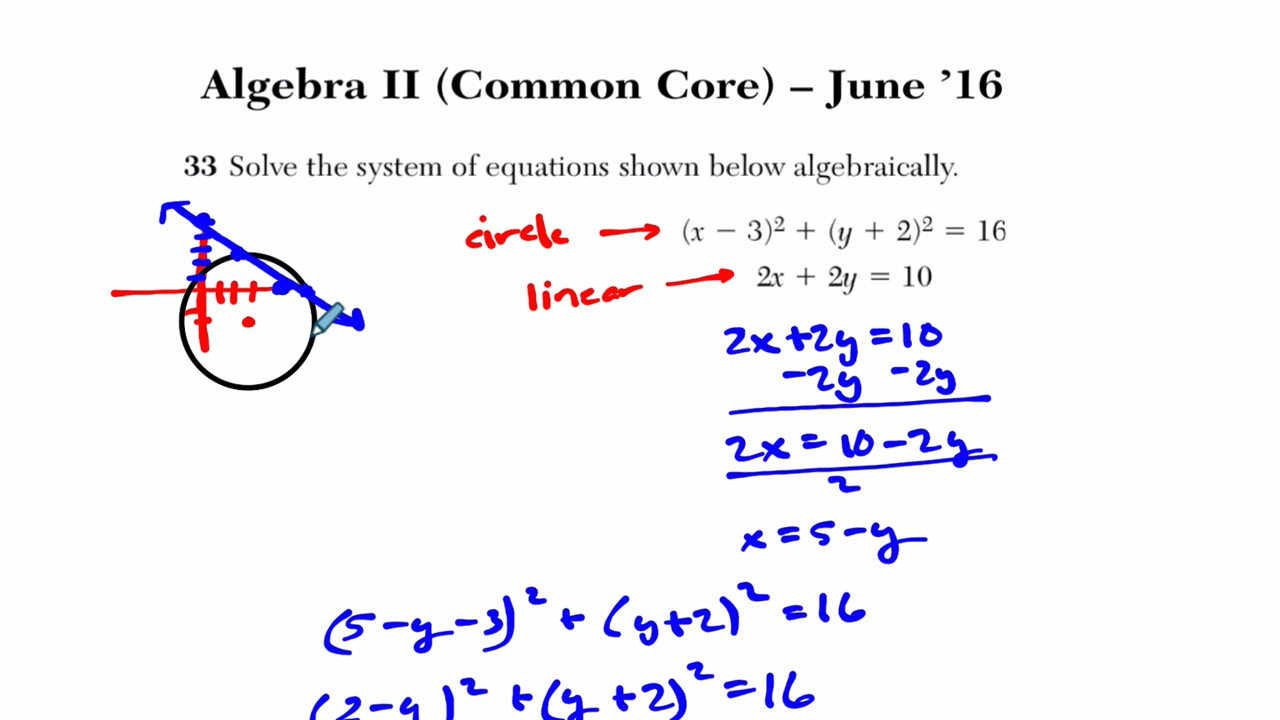 Algebra II (Common Core) – June ’16
33 Solve the system of equations shown below algebraically.
circle → (x − 3)² + (y + 2)² = 16
linear → 2x + 2y = 10
2x+2y=10
-2y -2y
2x = 10 - 2y
2
x = 5 - y
(5 - y - 3)² + (y + 2)² = 16
(2 - y)² + (y + 2)² = 16